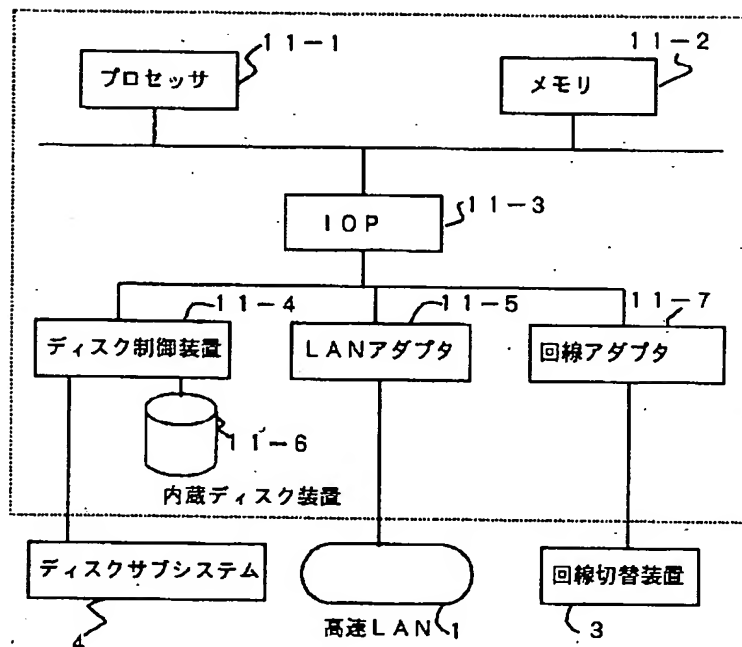 11-1
11-2
プロセッサ
メモリ
IOP
11-3
11-4
11-5
11-7
ディスク制御装置
LANアダプタ
回線アダプタ
11-6
内蔵ディスク装置
ディスクサブシステム
回線切替装置
4
高速LAN
1
3